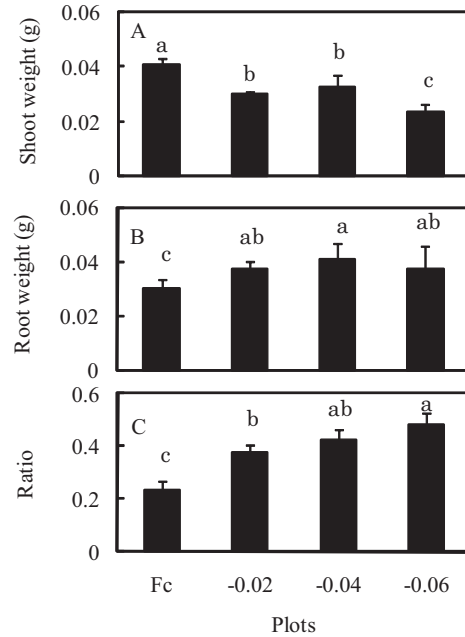 0.06
A
a
b
b
c
0.04
0.02
0
Shoot weight (g)
0.06
B
c
ab
a
ab
0.04
0.02
0
Root weight (g)
0.6
C
c
b
ab
a
0.4
0.2
0
Ratio
Fc -0.02 -0.04 -0.06
Plots